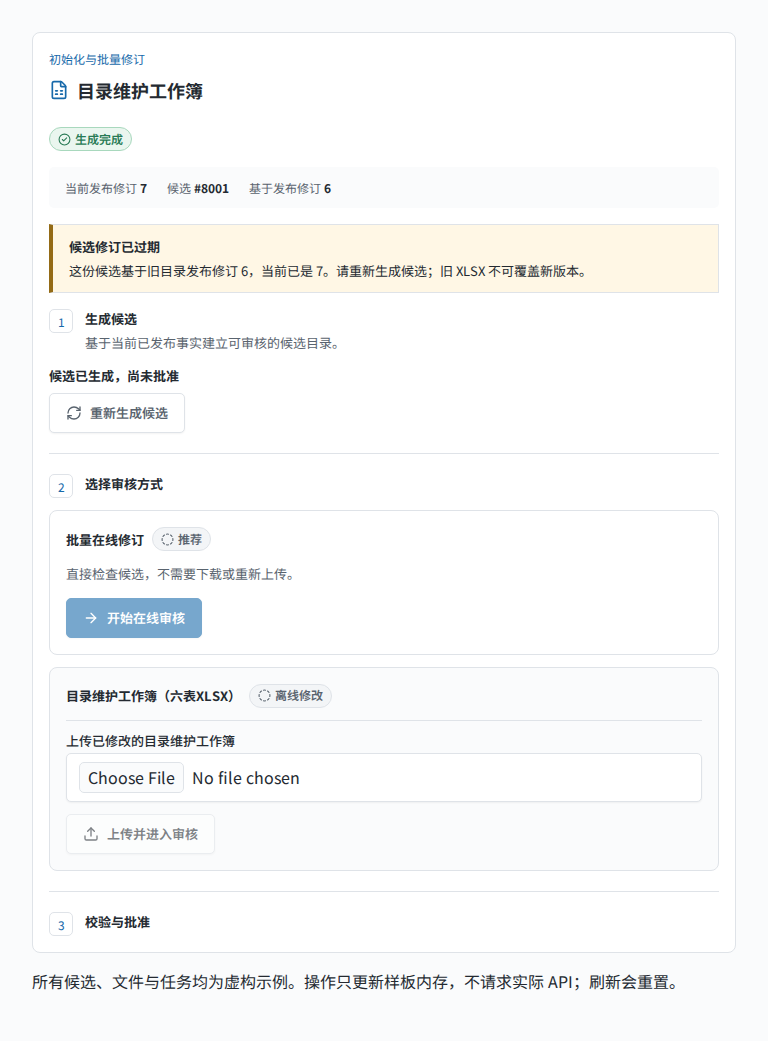 初始化与批量修订
目录维护工作簿
生成完成
当前发布修订 7 候选 #8001 基于发布修订 6
候选修订已过期
这份候选基于旧目录发布修订 6，当前已是 7。请重新生成候选；旧 XLSX 不可覆盖新版本。
1 生成候选
基于当前已发布事实建立可审核的候选目录。
候选已生成，尚未批准
重新生成候选
2 选择审核方式
批量在线修订 推荐
直接检查候选，不需要下载或重新上传。
开始在线审核
目录维护工作簿（六表XLSX） 离线修改
上传已修改的目录维护工作簿
Choose File No file chosen
上传并进入审核
3 校验与批准
所有候选、文件与任务均为虚构示例。操作只更新样板内存，不请求实际 API；刷新会重置。